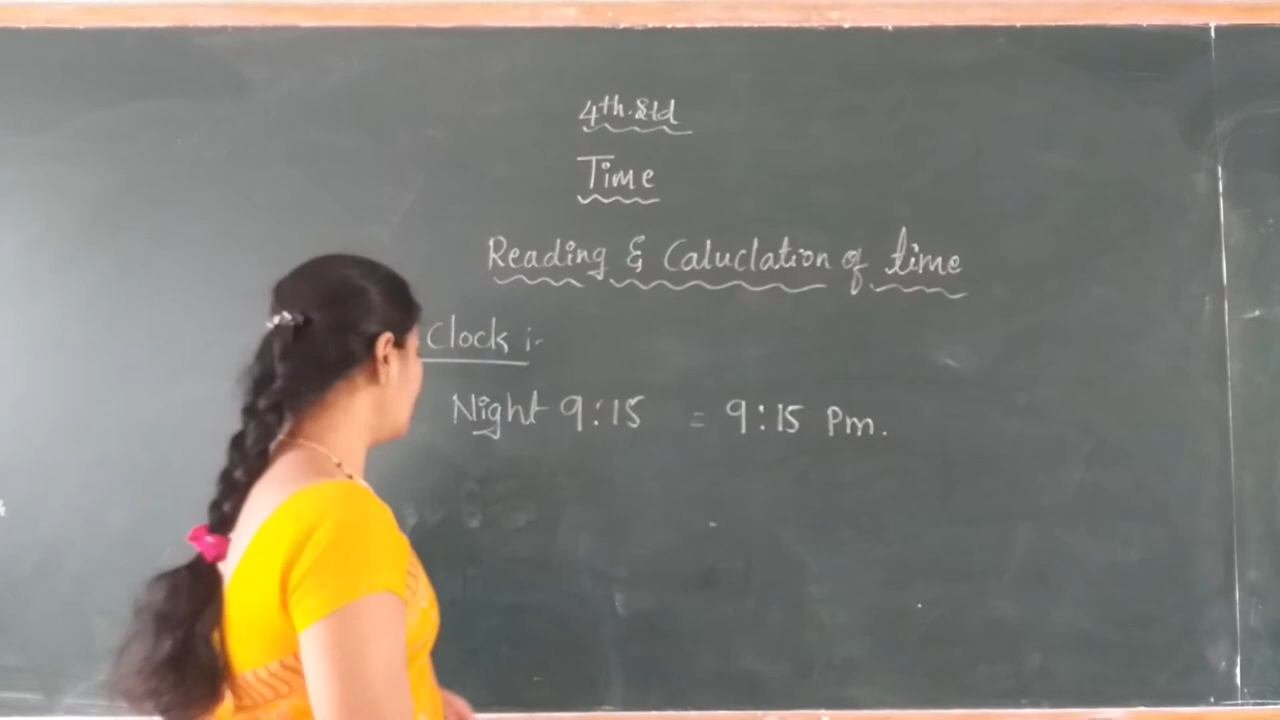 4th.Std
Time
Reading & Caluclation of time
Clock :-
Night 9:15 = 9:15 Pm.